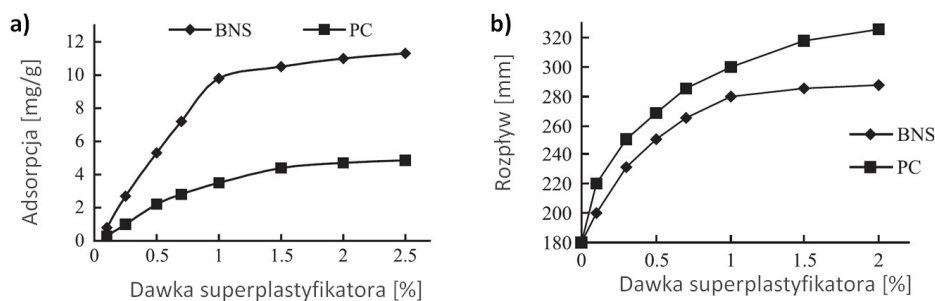 a)
BNS PC
12
10
8
6
4
2
0
Adsorpcja [mg/g]
0 0.5 1 1.5 2 2.5
Dawka superplastyfikatora [%]
b)
320
300
280
260
240
220
200
180
Rozpływ [mm]
BNS
PC
0 0.5 1 1.5 2
Dawka superplastyfikatora [%]